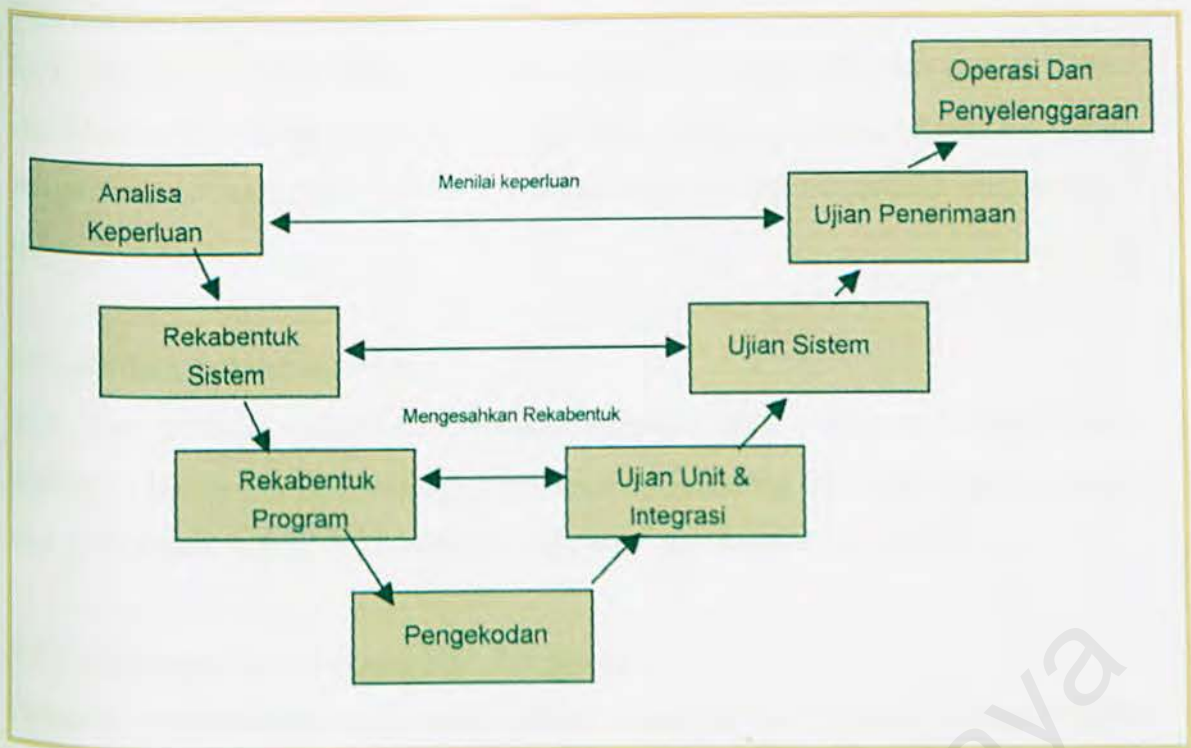 Operasi Dan
Penyelenggaraan
Analisa
Keperluan
Menilai keperluan
Ujian Penerimaan
Rekabentuk
Sistem
Ujian Sistem
Mengesahkan Rekabentuk
Rekabentuk
Program
Ujian Unit &
Integrasi
Pengekodan